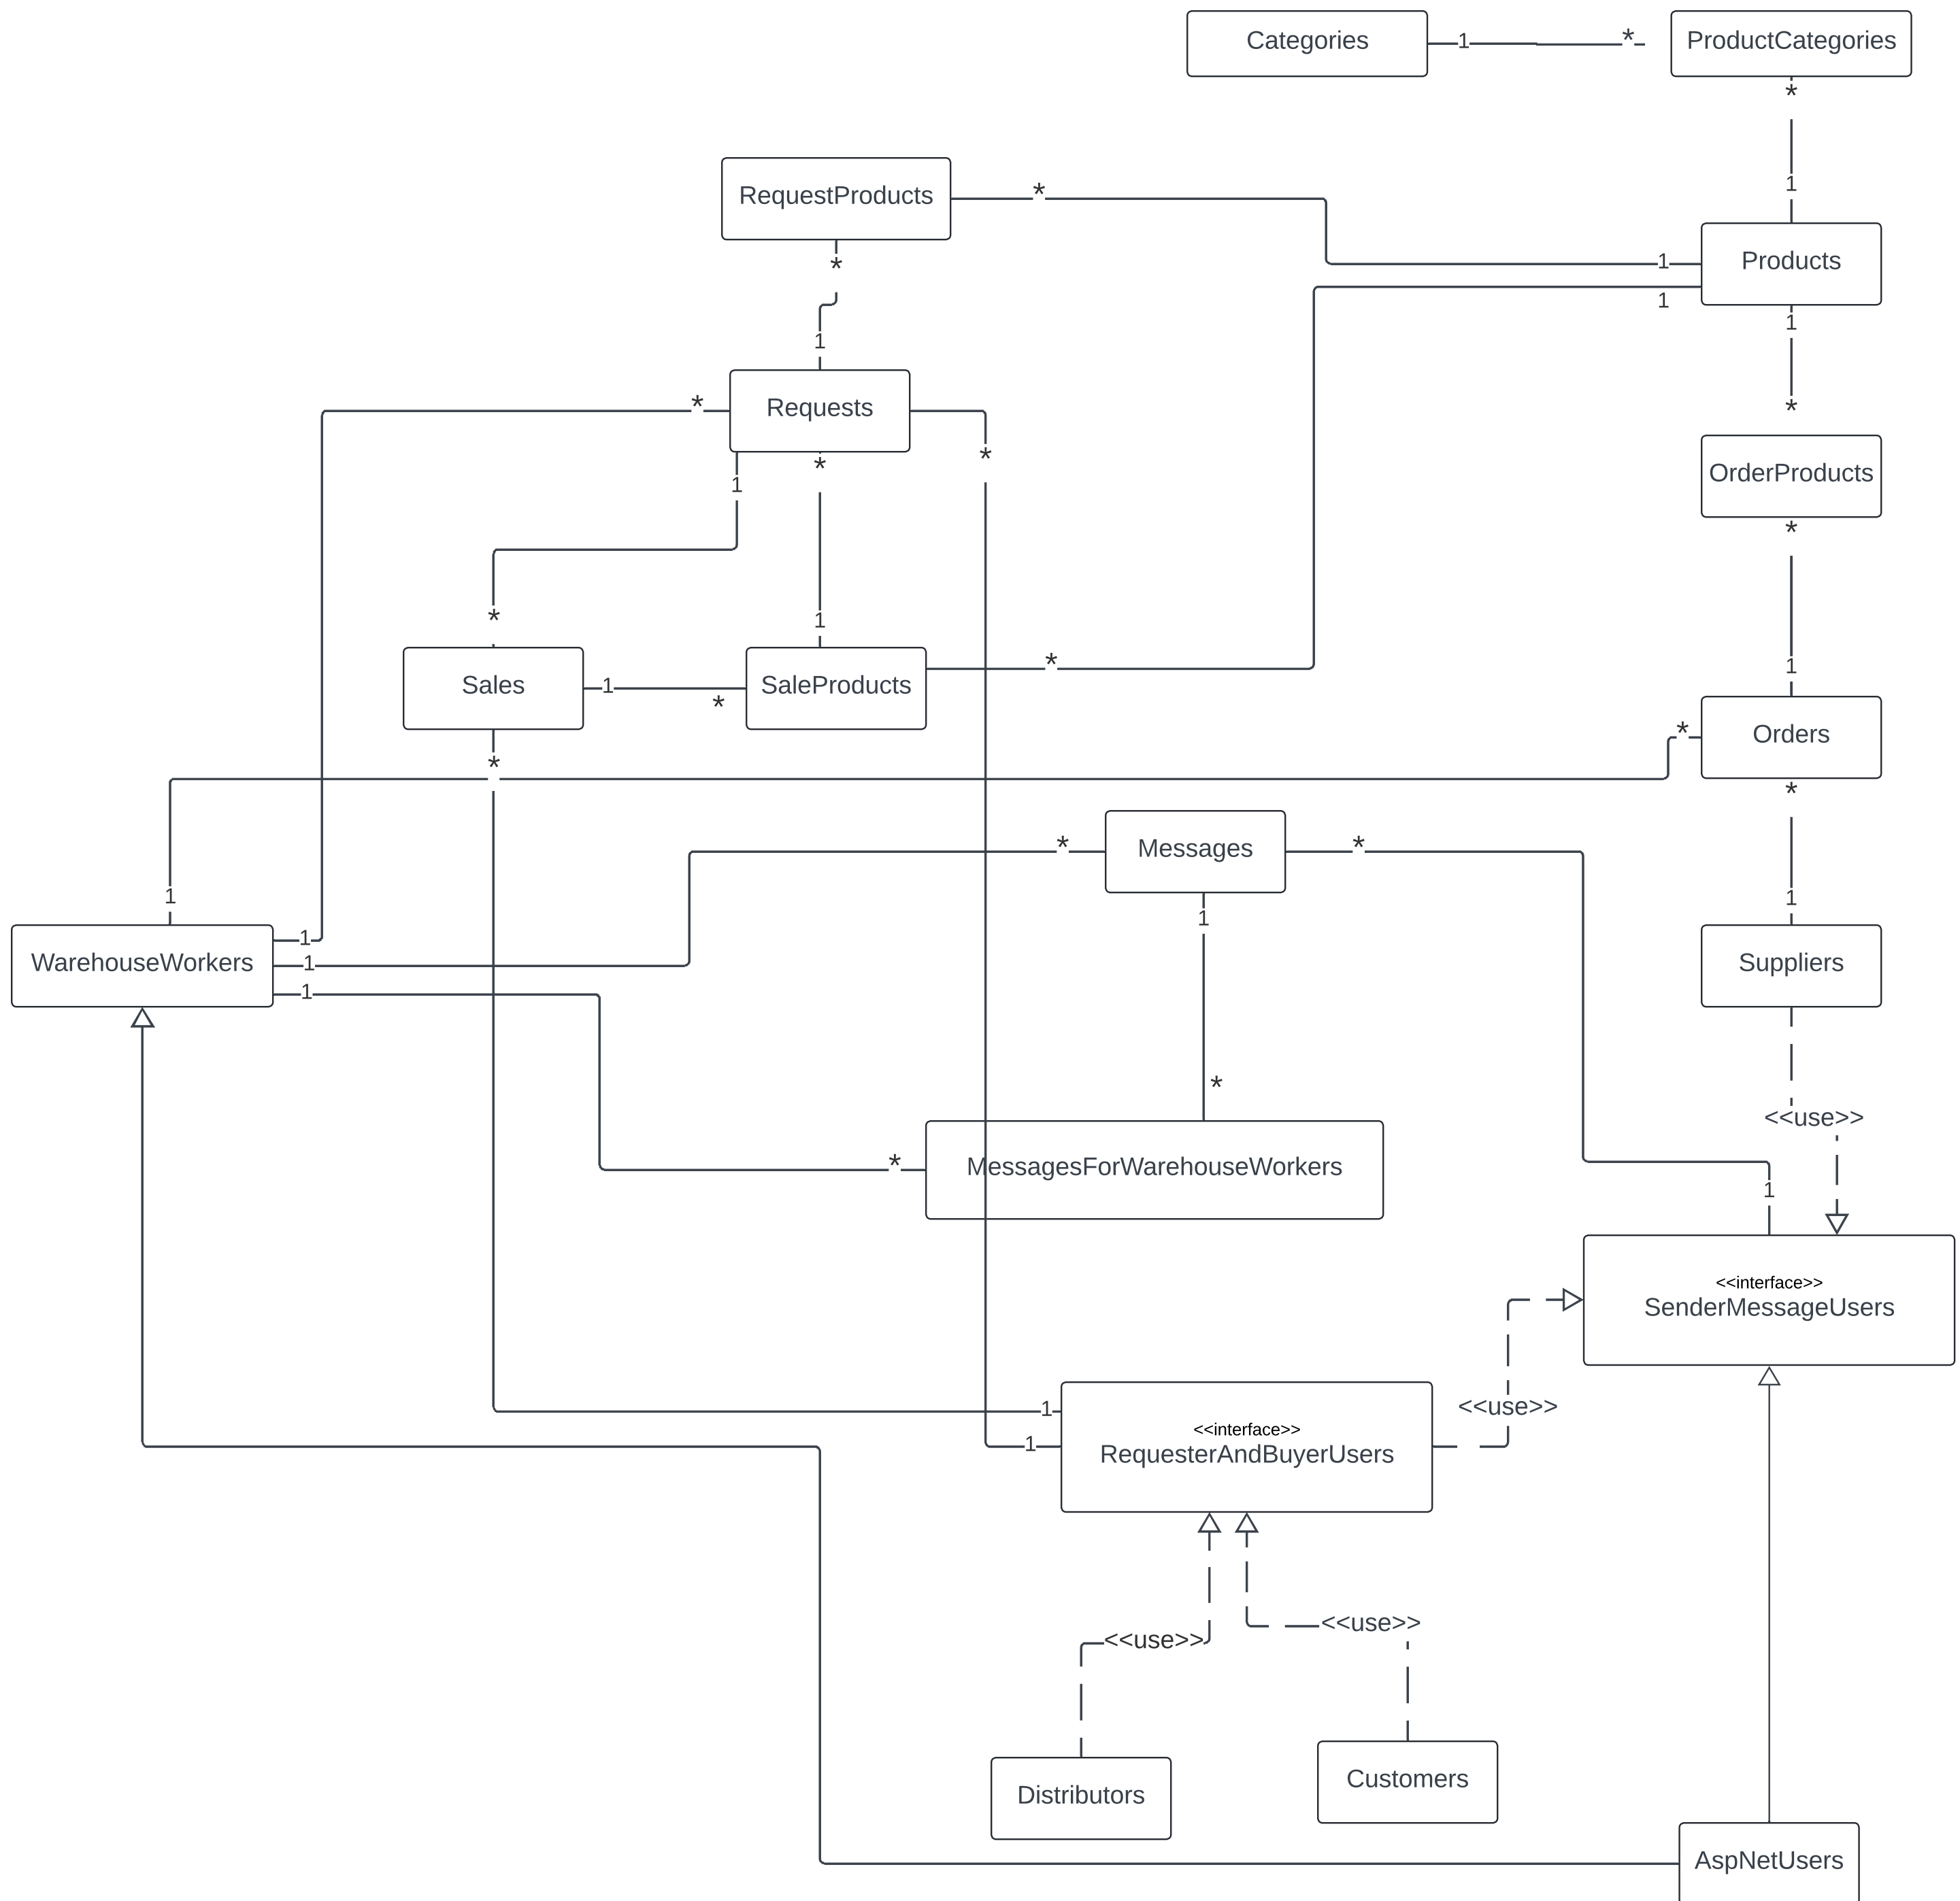 Categories
1
*
ProductCategories
*
1
RequestProducts
*
*
1
Products
1
1
1
*
Requests
*
*
1
*
*
OrderProducts
*
1
*
1
Sales
1
*
SaleProducts
*
1
Orders
*
*
*
Messages
*
*
1
1
1
1
WarehouseWorkers
1
1
1
Suppliers
*
<<use>>
*
MessagesForWarehouseWorkers
1
<<interface>>
SenderMessageUsers
<<use>>
1
1
<<interface>>
RequesterAndBuyerUsers
<<use>>
<<use>>
Distributors
Customers
AspNetUsers